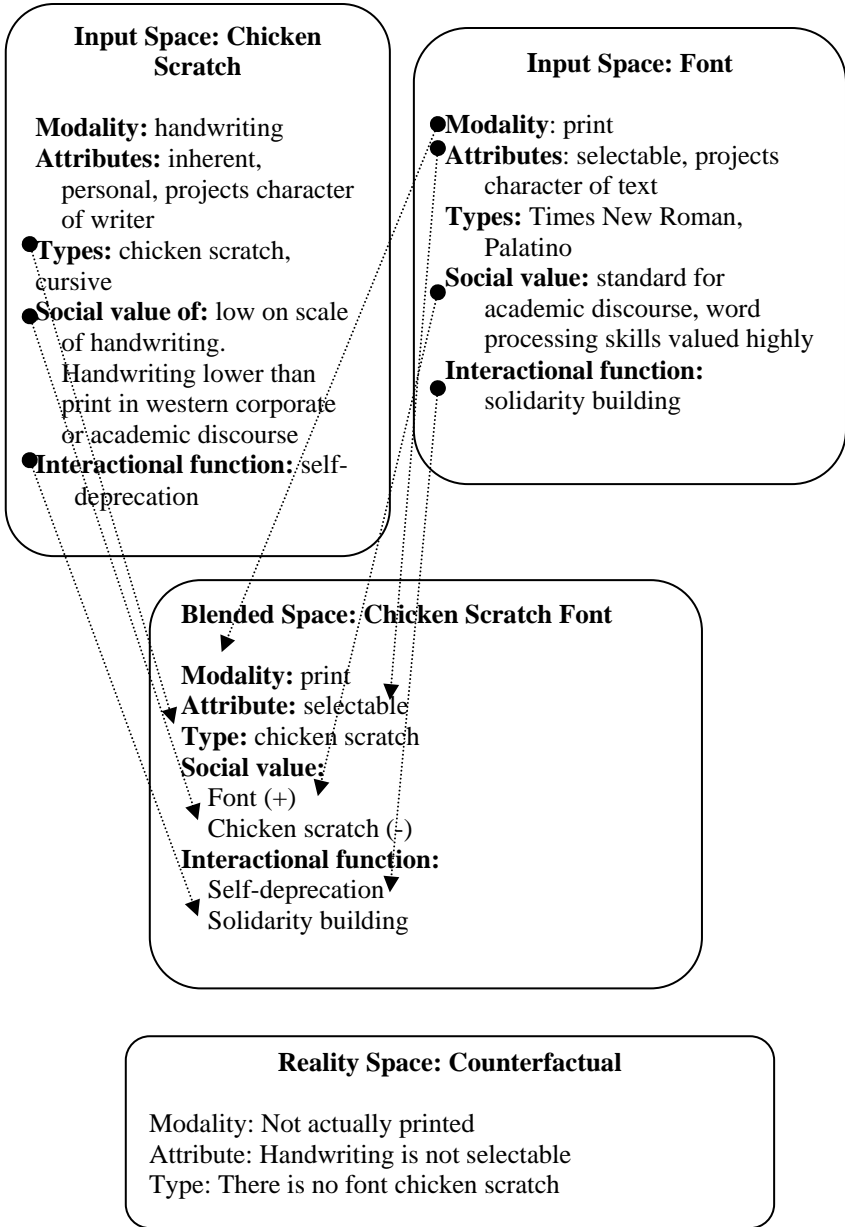 Input Space: Chicken
Scratch
Modality: handwriting
Attributes: inherent,
personal, projects character
of writer
Types: chicken scratch,
cursive
Social value of: low on scale
of handwriting.
Handwriting lower than
print in western corporate
or academic discourse
Interactional function: self-
deprecation
Input Space: Font
Modality: print
Attributes: selectable, projects
character of text
Types: Times New Roman,
Palatino
Social value: standard for
academic discourse, word
processing skills valued highly
Interactional function:
solidarity building
Blended Space: Chicken Scratch Font
Modality: print
Attribute: selectable
Type: chicken scratch
Social value:
Font (+)
Chicken scratch (-)
Interactional function:
Self-deprecation
Solidarity building
Reality Space: Counterfactual
Modality: Not actually printed
Attribute: Handwriting is not selectable
Type: There is no font chicken scratch